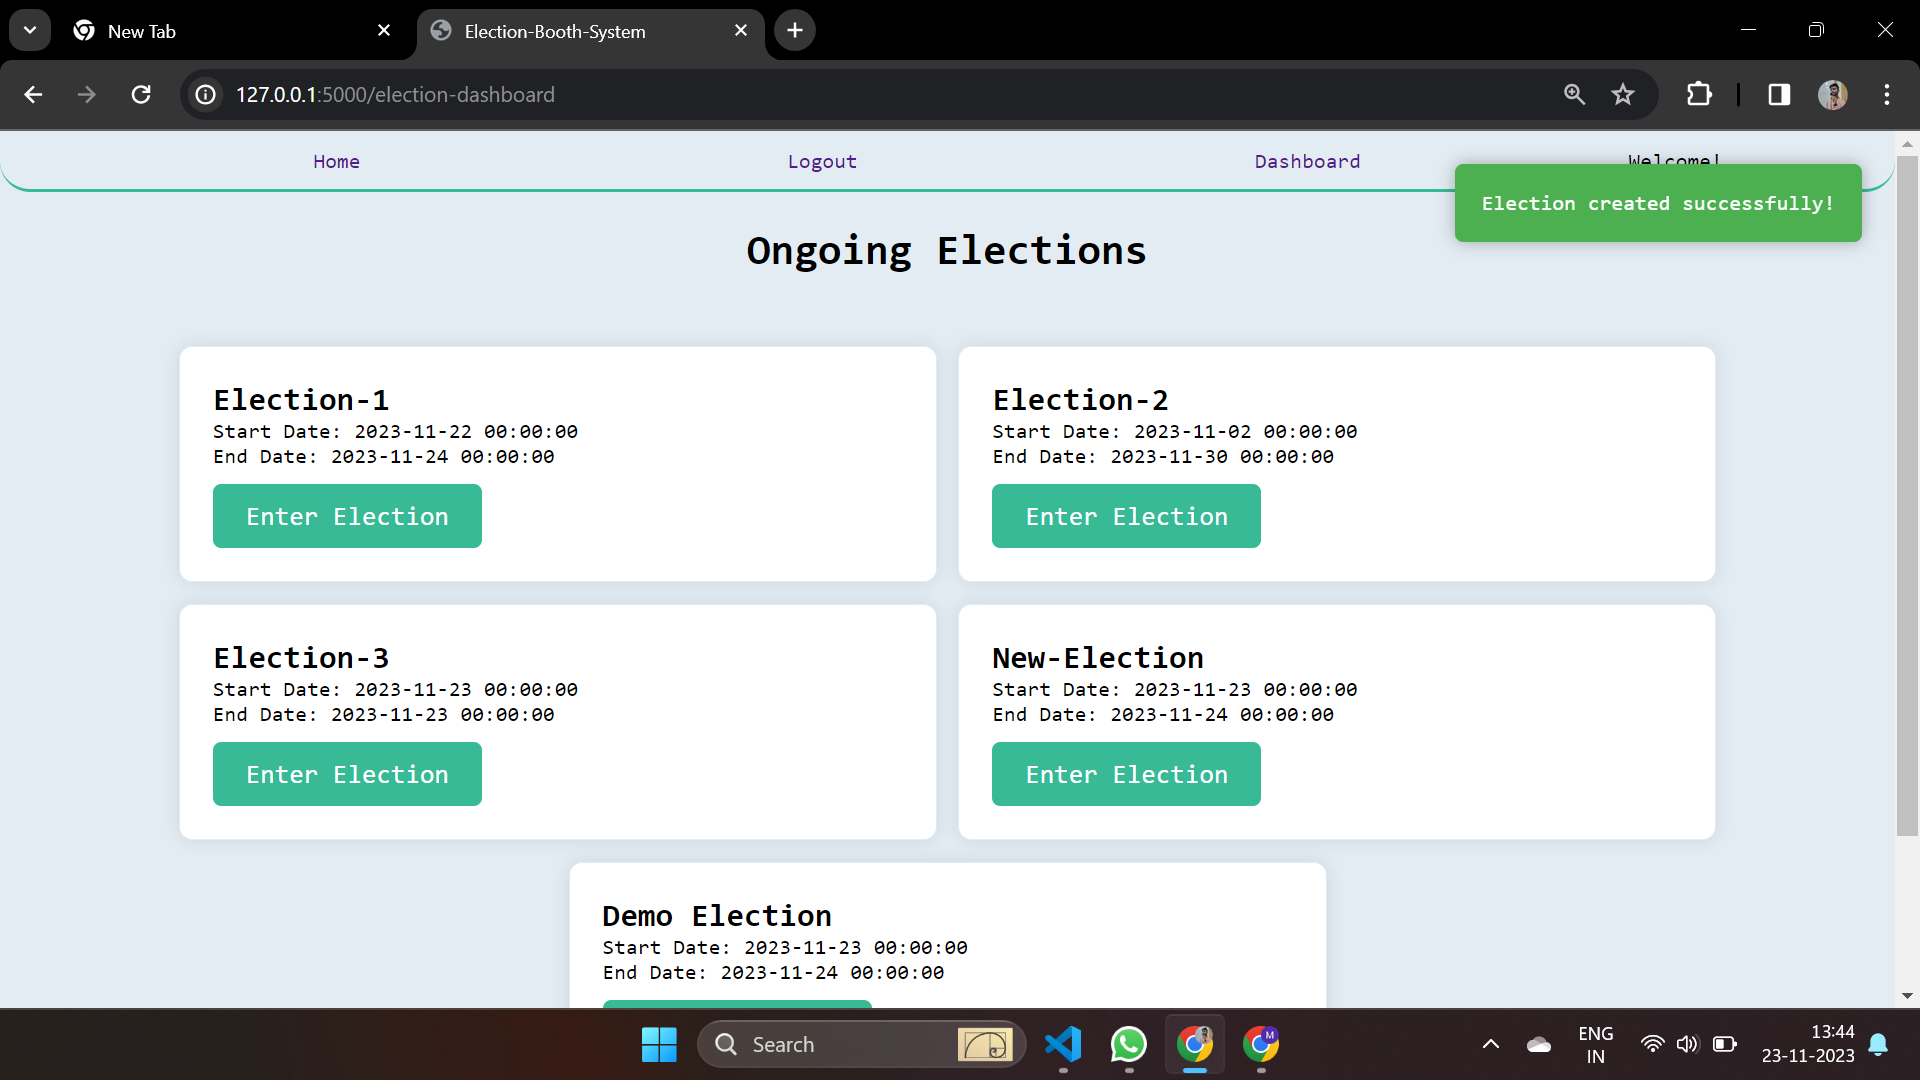 New Tab
Election-Booth-System
127.0.0.1:5000/election-dashboard
Home Logout Dashboard Welcome!
Election created successfully!
Ongoing Elections
Election-1
Start Date: 2023-11-22 00:00:00
End Date: 2023-11-24 00:00:00
Enter Election
Election-2
Start Date: 2023-11-02 00:00:00
End Date: 2023-11-30 00:00:00
Enter Election
Election-3
Start Date: 2023-11-23 00:00:00
End Date: 2023-11-23 00:00:00
Enter Election
New-Election
Start Date: 2023-11-23 00:00:00
End Date: 2023-11-24 00:00:00
Enter Election
Demo Election
Start Date: 2023-11-23 00:00:00
End Date: 2023-11-24 00:00:00
Search
M
ENG
IN
13:44
23-11-2023